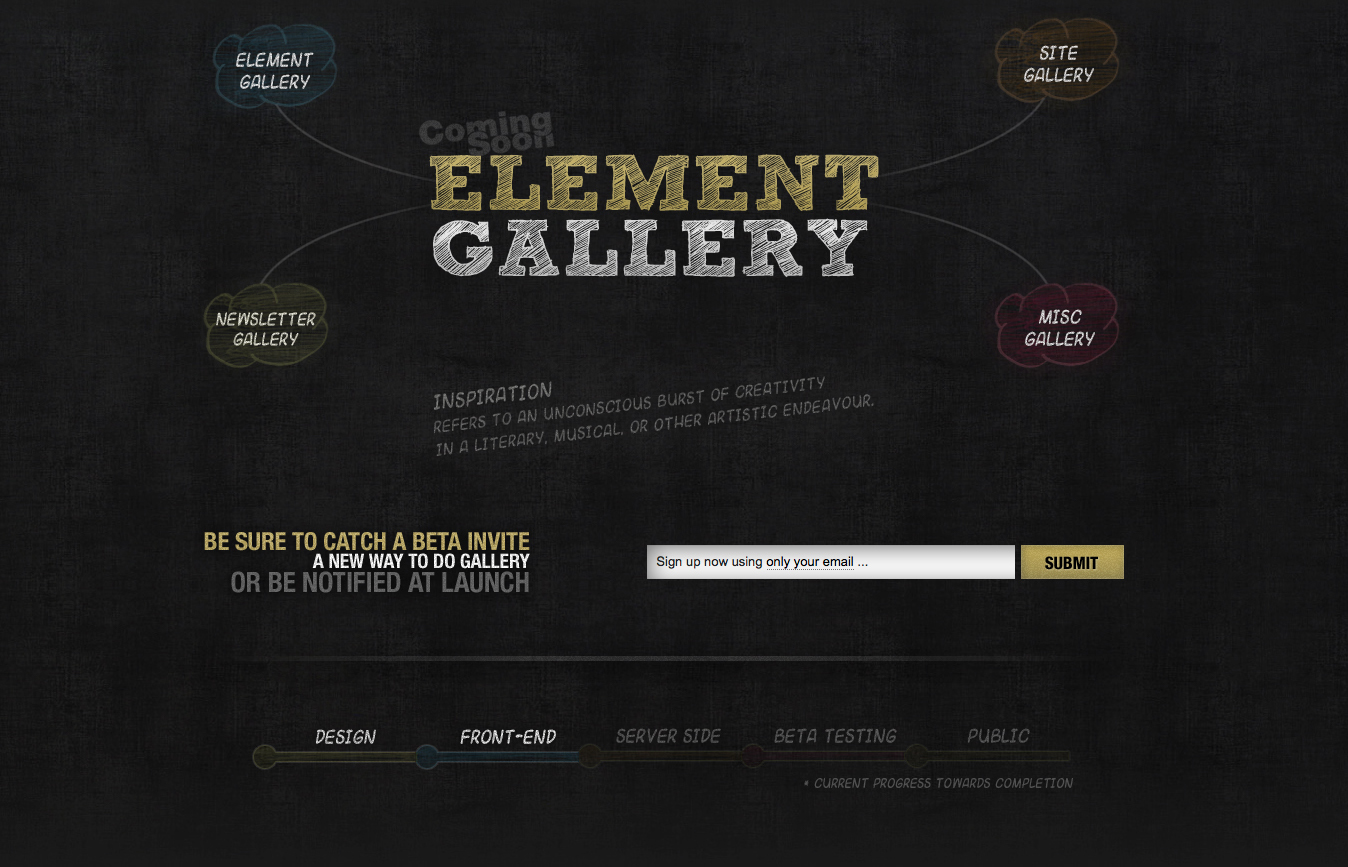 ELEMENT
GALLERY
SITE
GALLERY
Coming
Soon
ELEMENT
GALLERY
NEWSLETTER
GALLERY
MISC
GALLERY
INSPIRATION
REFERS TO AN UNCONSCIOUS BURST OF CREATIVITY
IN A LITERARY, MUSICAL, OR OTHER ARTISTIC ENDEAVOUR.
BE SURE TO CATCH A BETA INVITE
A NEW WAY TO DO GALLERY
OR BE NOTIFIED AT LAUNCH
Sign up now using only your email ...
SUBMIT
DESIGN FRONT-END SERVER SIDE BETA TESTING PUBLIC
* CURRENT PROGRESS TOWARDS COMPLETION